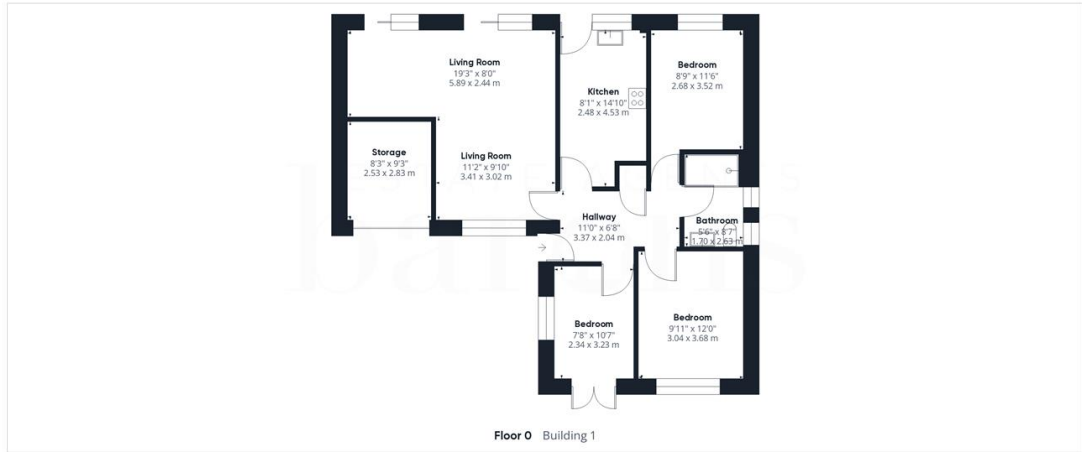 Living Room
19'3" x 8'0"
5.89 x 2.44 m
Kitchen
8'1" x 14'10"
2.48 x 4.53 m
Bedroom
8'9" x 11'6"
2.68 x 3.52 m
Storage
8'3" x 9'3"
2.53 x 2.83 m
Living Room
11'2" x 9'10"
3.41 x 3.02 m
Hallway
11'0" x 6'8"
3.37 x 2.04 m
Bathroom
5'6" x 8'7"
1.70 x 2.63 m
Bedroom
7'8" x 10'7"
2.34 x 3.23 m
Bedroom
9'11" x 12'0"
3.04 x 3.68 m
Floor 0 Building 1